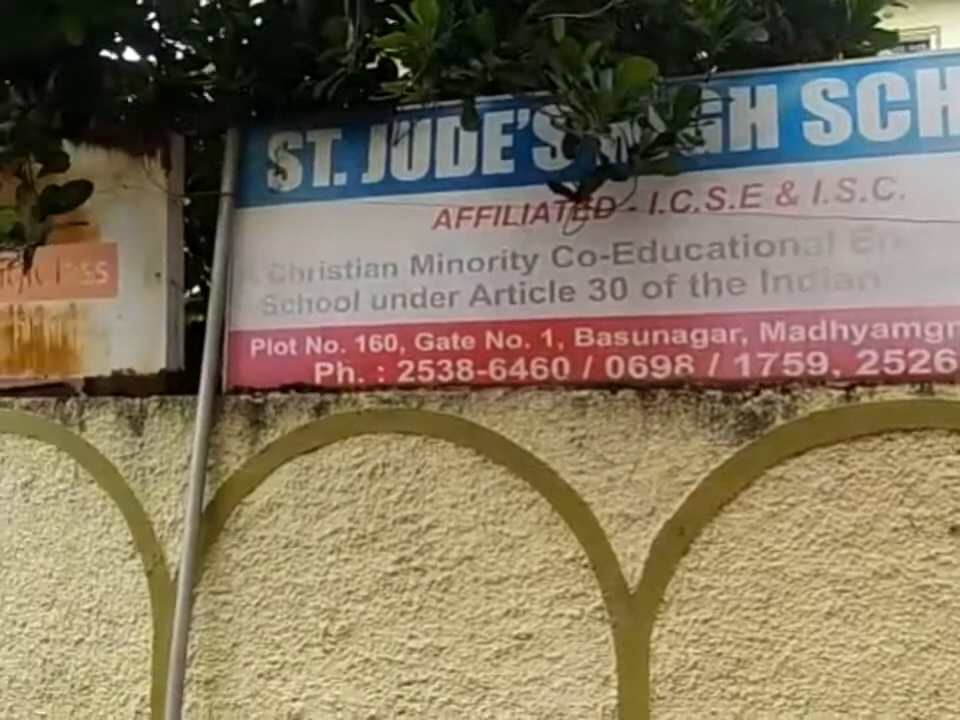 ST. JUDE'S HIGH SCH
AFFILIATED - I.C.S.E & I.S.C.
Christian Minority Co-Educational En
School under Article 30 of the Indian
Plot No. 160, Gate No. 1, Basunagar, Madhyamgr
Ph. : 2538-6460 / 0698 / 1759, 2526